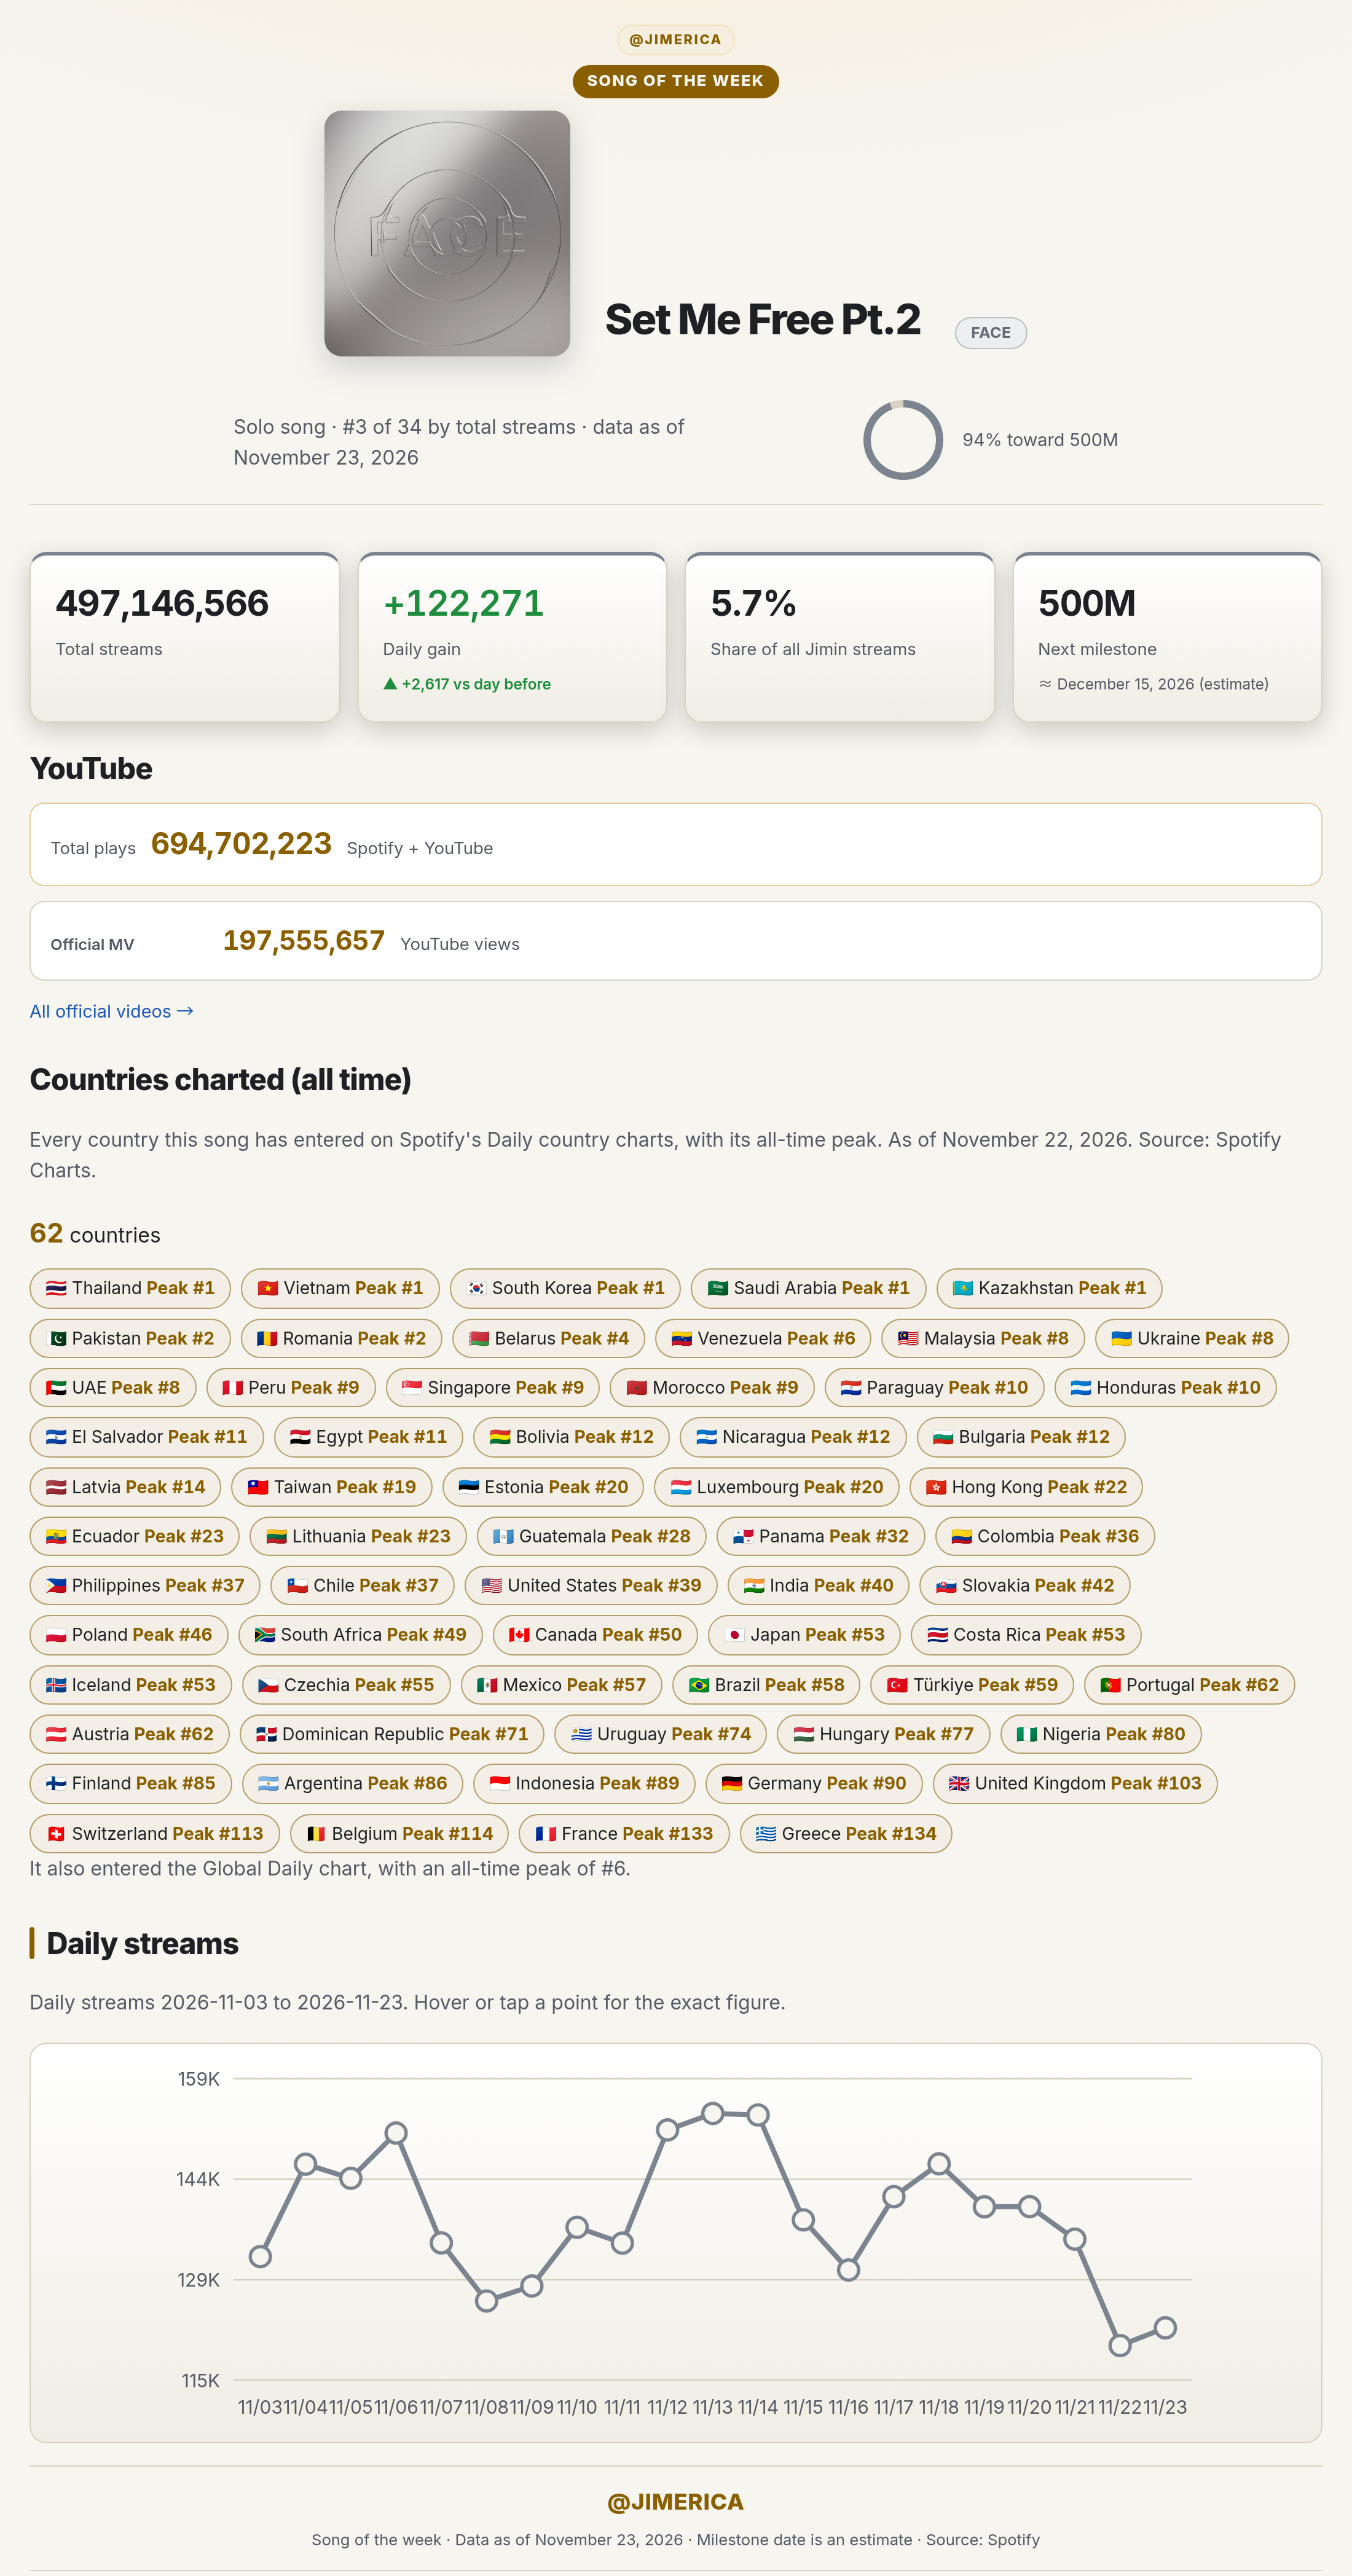 @JIMERICA
SONG OF THE WEEK
FACE
Set Me Free Pt.2
FACE
Solo song · #3 of 34 by total streams · data as of
November 23, 2026
94% toward 500M
497,146,566
Total streams
+122,271
Daily gain
▲ +2,617 vs day before
5.7%
Share of all Jimin streams
500M
Next milestone
≈ December 15, 2026 (estimate)
YouTube
Total plays 694,702,223 Spotify + YouTube
Official MV 197,555,657 YouTube views
All official videos →
Countries charted (all time)
Every country this song has entered on Spotify's Daily country charts, with its all-time peak. As of November 22, 2026. Source: Spotify
Charts.
62 countries
Thailand Peak #1 Vietnam Peak #1 South Korea Peak #1 Saudi Arabia Peak #1 Kazakhstan Peak #1
Pakistan Peak #2 Romania Peak #2 Belarus Peak #4 Venezuela Peak #6 Malaysia Peak #8 Ukraine Peak #8
UAE Peak #8 Peru Peak #9 Singapore Peak #9 Morocco Peak #9 Paraguay Peak #10 Honduras Peak #10
El Salvador Peak #11 Egypt Peak #11 Bolivia Peak #12 Nicaragua Peak #12 Bulgaria Peak #12
Latvia Peak #14 Taiwan Peak #19 Estonia Peak #20 Luxembourg Peak #20 Hong Kong Peak #22
Ecuador Peak #23 Lithuania Peak #23 Guatemala Peak #28 Panama Peak #32 Colombia Peak #36
Philippines Peak #37 Chile Peak #37 United States Peak #39 India Peak #40 Slovakia Peak #42
Poland Peak #46 South Africa Peak #49 Canada Peak #50 Japan Peak #53 Costa Rica Peak #53
Iceland Peak #53 Czechia Peak #55 Mexico Peak #57 Brazil Peak #58 Türkiye Peak #59 Portugal Peak #62
Austria Peak #62 Dominican Republic Peak #71 Uruguay Peak #74 Hungary Peak #77 Nigeria Peak #80
Finland Peak #85 Argentina Peak #86 Indonesia Peak #89 Germany Peak #90 United Kingdom Peak #103
Switzerland Peak #113 Belgium Peak #114 France Peak #133 Greece Peak #134
It also entered the Global Daily chart, with an all-time peak of #6.
Daily streams
Daily streams 2026-11-03 to 2026-11-23. Hover or tap a point for the exact figure.
159K
144K
129K
115K
11/03 11/04 11/05 11/06 11/07 11/08 11/09 11/10 11/11 11/12 11/13 11/14 11/15 11/16 11/17 11/18 11/19 11/20 11/21 11/22 11/23
@JIMERICA
Song of the week · Data as of November 23, 2026 · Milestone date is an estimate · Source: Spotify